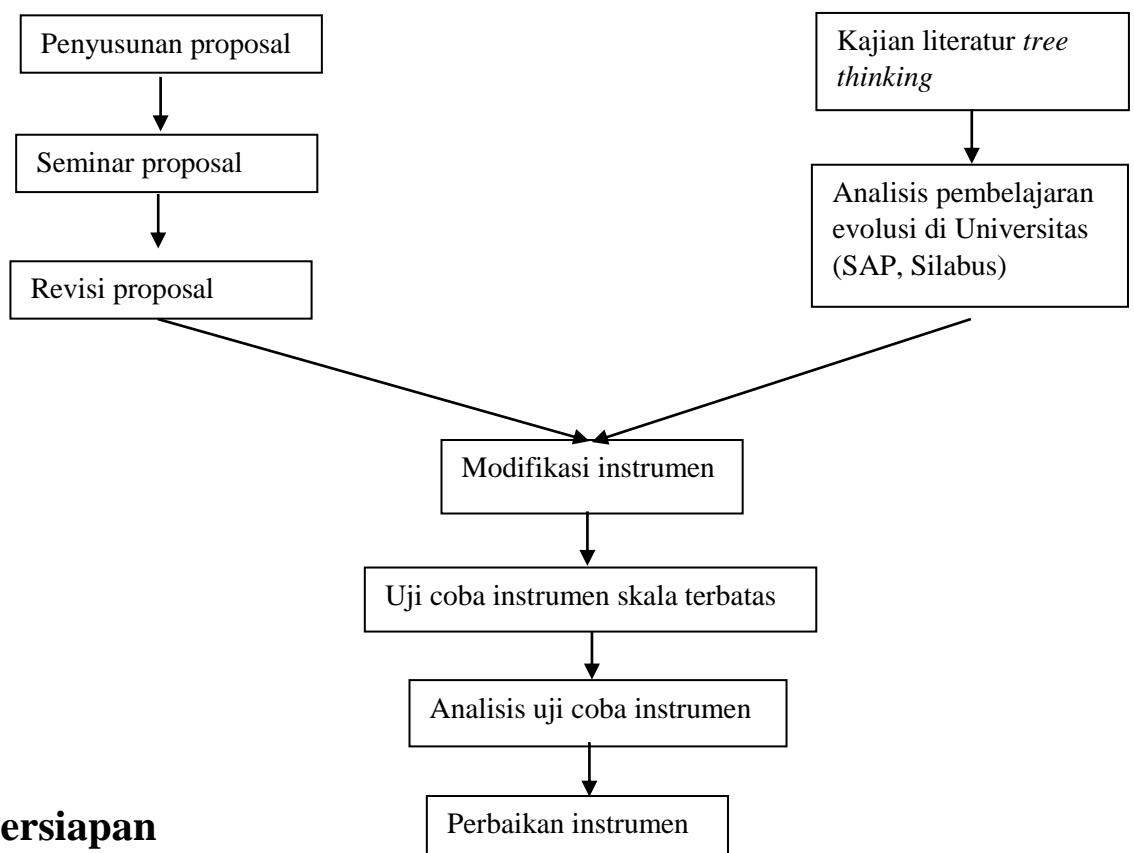 Penyusunan proposal
Kajian literatur tree
thinking
Seminar proposal
Analisis pembelajaran
evolusi di Universitas
(SAP, Silabus)
Revisi proposal
Modifikasi instrumen
Uji coba instrumen skala terbatas
Analisis uji coba instrumen
ersiapan
Perbaikan instrumen